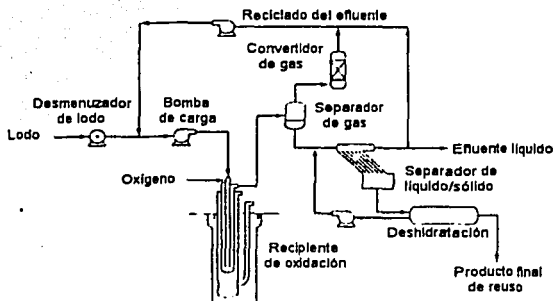 Reciclado del efluente
Convertidor
de gas
Desmenuzador
de lodo
Bomba
de carga
Separador
de gas
Lodo
Efluente líquido
Oxígeno
Separador de
líquido/sólido
Deshidratación
Recipiente
de oxidación
Producto final
de reuso